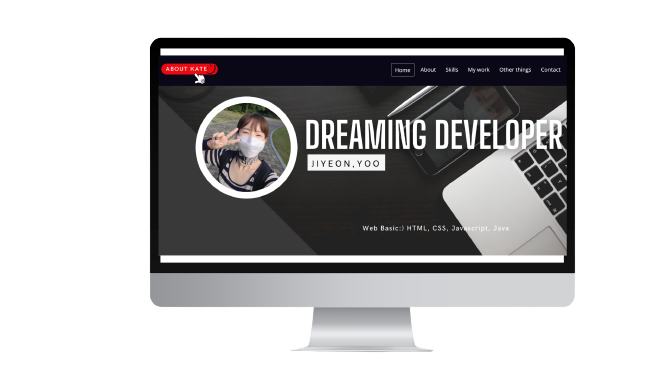 ABOUT KATE
Home About Skills My work Other things Contact
DREAMING DEVELOPER
JIYEON,YOO
Web Basic:) HTML, CSS, Javascript, Java